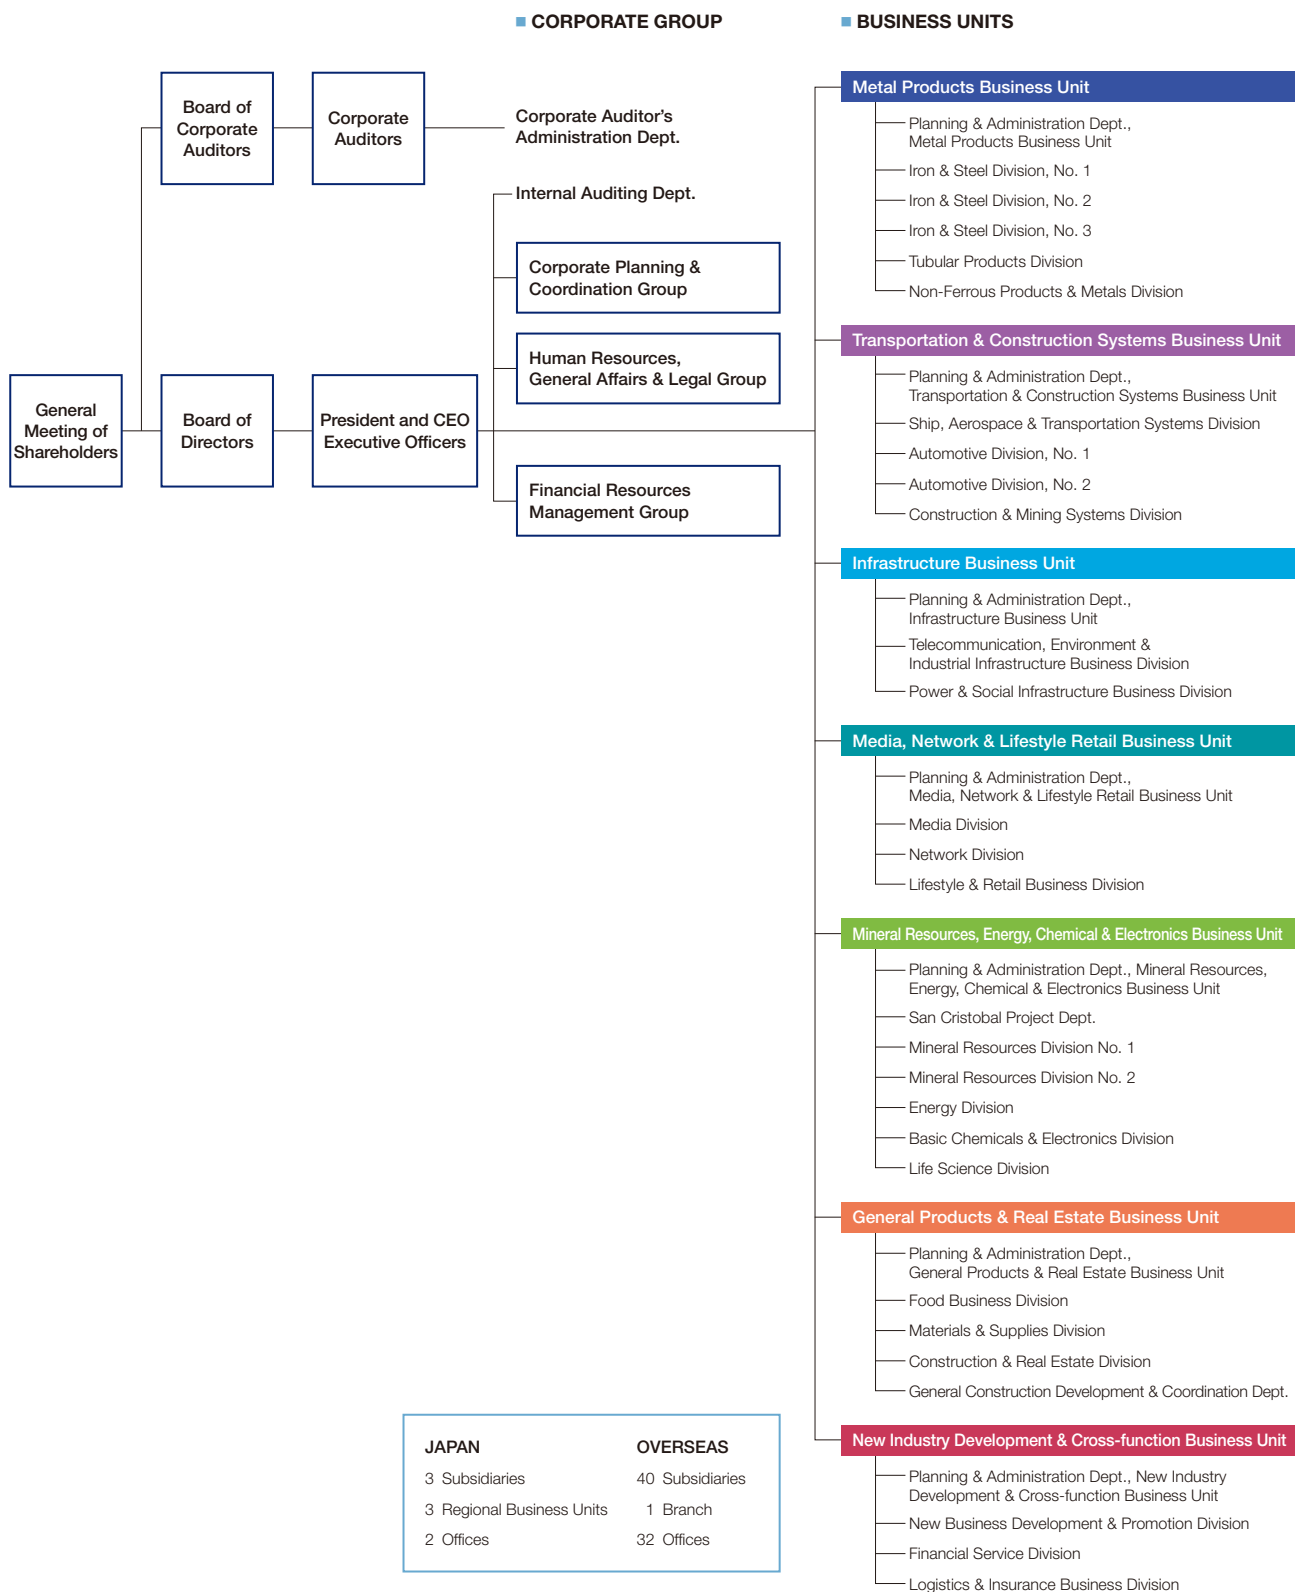 CORPORATE GROUP
BUSINESS UNITS
Board of
Corporate
Auditors
Corporate
Auditors
Corporate Auditor's
Administration Dept.
Internal Auditing Dept.
Corporate Planning &
Coordination Group
Human Resources,
General Affairs & Legal Group
General
Meeting of
Shareholders
Board of
Directors
President and CEO
Executive Officers
Financial Resources
Management Group
Metal Products Business Unit
Planning & Administration Dept.,
Metal Products Business Unit
Iron & Steel Division, No. 1
Iron & Steel Division, No. 2
Iron & Steel Division, No. 3
Tubular Products Division
Non-Ferrous Products & Metals Division
Transportation & Construction Systems Business Unit
Planning & Administration Dept.,
Transportation & Construction Systems Business Unit
Ship, Aerospace & Transportation Systems Division
Automotive Division, No. 1
Automotive Division, No. 2
Construction & Mining Systems Division
Infrastructure Business Unit
Planning & Administration Dept.,
Infrastructure Business Unit
Telecommunication, Environment &
Industrial Infrastructure Business Division
Power & Social Infrastructure Business Division
Media, Network & Lifestyle Retail Business Unit
Planning & Administration Dept.,
Media, Network & Lifestyle Retail Business Unit
Media Division
Network Division
Lifestyle & Retail Business Division
Mineral Resources, Energy, Chemical & Electronics Business Unit
Planning & Administration Dept., Mineral Resources,
Energy, Chemical & Electronics Business Unit
San Cristobal Project Dept.
Mineral Resources Division No. 1
Mineral Resources Division No. 2
Energy Division
Basic Chemicals & Electronics Division
Life Science Division
General Products & Real Estate Business Unit
Planning & Administration Dept.,
General Products & Real Estate Business Unit
Food Business Division
Materials & Supplies Division
Construction & Real Estate Division
General Construction Development & Coordination Dept.
New Industry Development & Cross-function Business Unit
Planning & Administration Dept., New Industry
Development & Cross-function Business Unit
New Business Development & Promotion Division
Financial Service Division
Logistics & Insurance Business Division
JAPAN
3 Subsidiaries
3 Regional Business Units
2 Offices
OVERSEAS
40 Subsidiaries
1 Branch
32 Offices